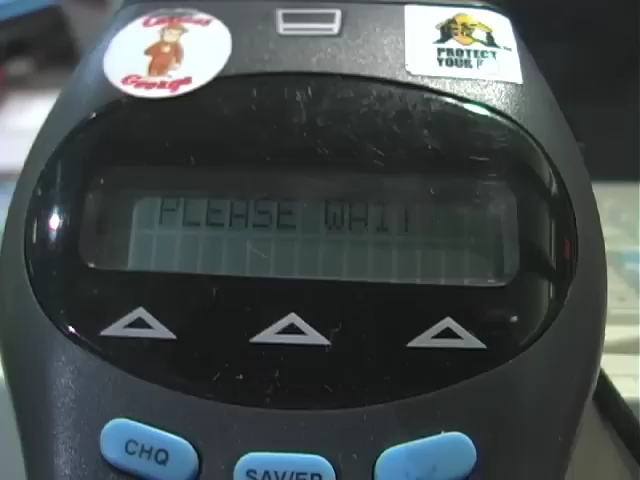 Curious
George
PROTECT
YOUR
PLEASE WAIT
CHQ
SAV/ER